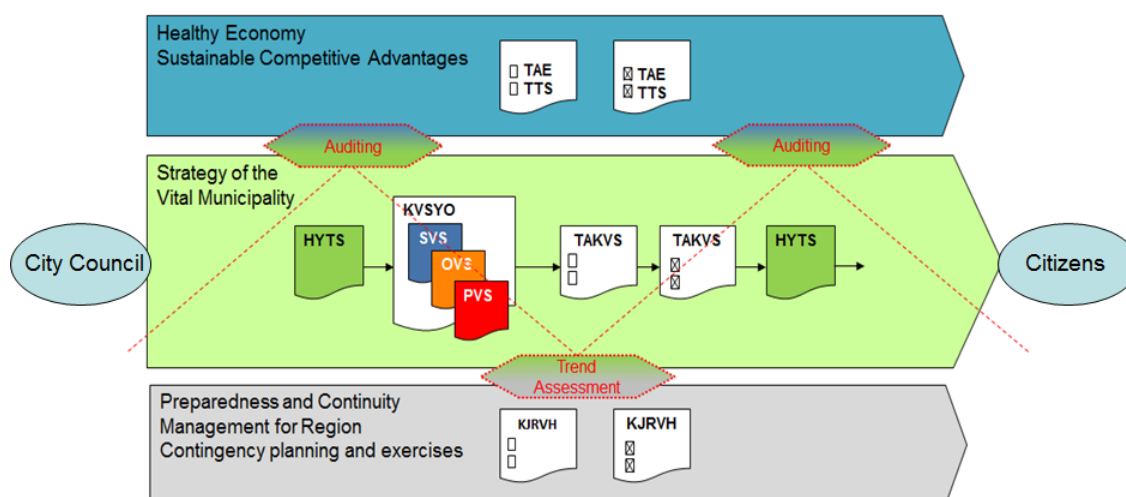 Healthy Economy
Sustainable Competitive Advantages
TAE
TTS
TAE
TTS
Auditing
Auditing
Strategy of the
Vital Municipality
City Council
HYTS
KVSYO
SVS
OVS
PVS
TAKVS
TAKVS
HYTS
Citizens
Trend
Assessment
Preparedness and Continuity
Management for Region
Contingency planning and exercises
KJRVH
KJRVH